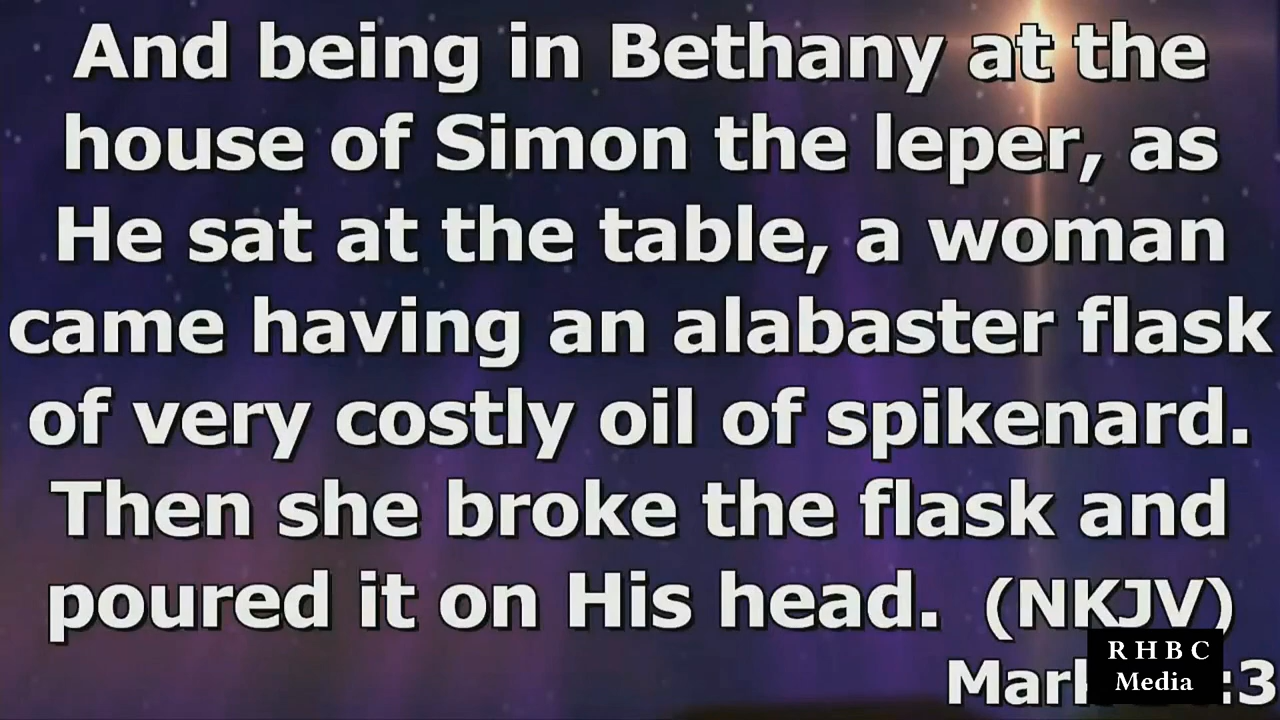 And being in Bethany at the
house of Simon the leper, as
He sat at the table, a woman
came having an alabaster flask
of very costly oil of spikenard.
Then she broke the flask and
poured it on His head. (NKJV)
:3
R H B C
Media